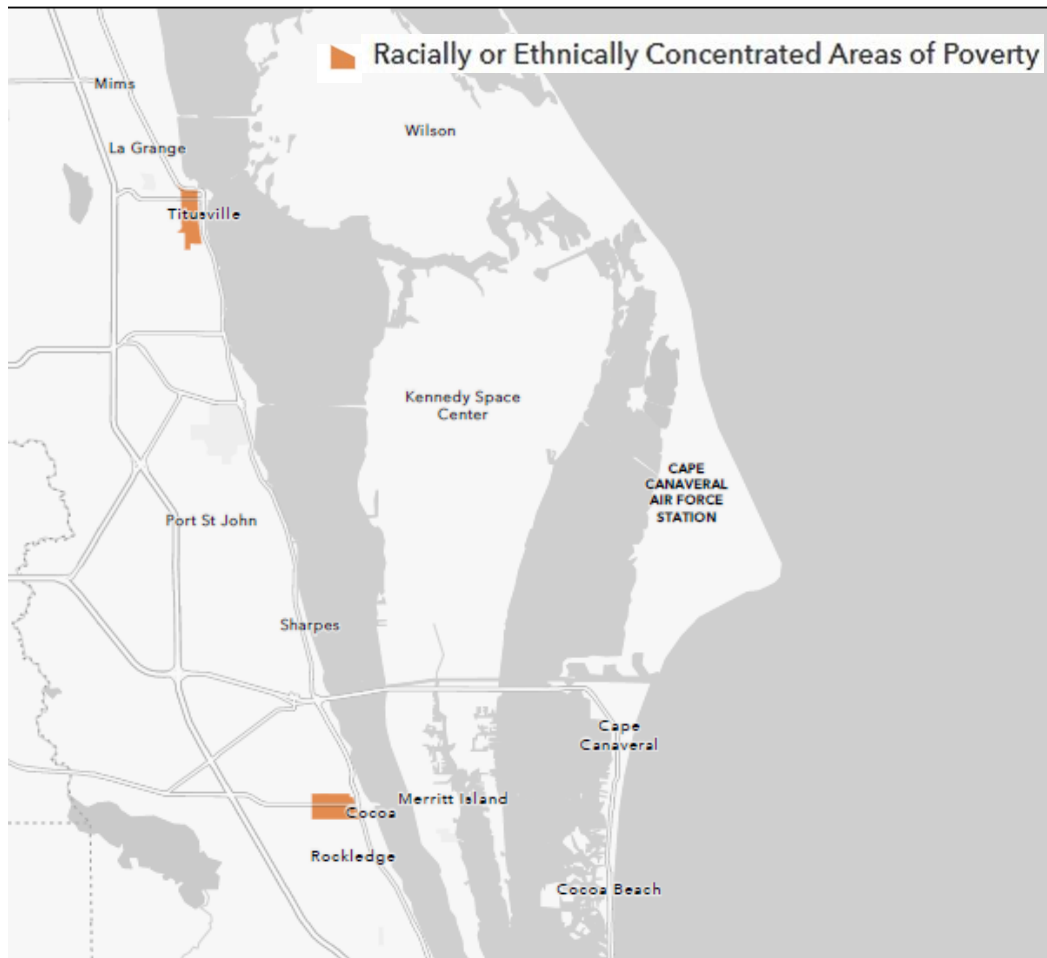 Racially or Ethnically Concentrated Areas of Poverty
Mims
Wilson
La Grange
Titusville
Kennedy Space
Center
CAPE
CANAVERAL
AIR FORCE
STATION
Port St John
Sharpes
Cape
Canaveral
Merritt Island
Cocoa
Rockledge
Cocoa Beach